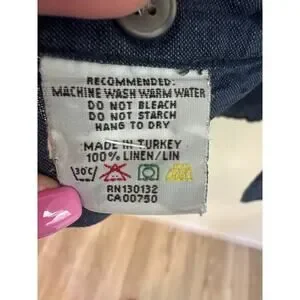 RECOMMENDED:
MACHINE WASH WARM WATER
DO NOT BLEACH
DO NOT STARCH
HANG TO DRY
MADE IN TURKEY
100% LINEN/LIN
30°C
RN130132
CA00750